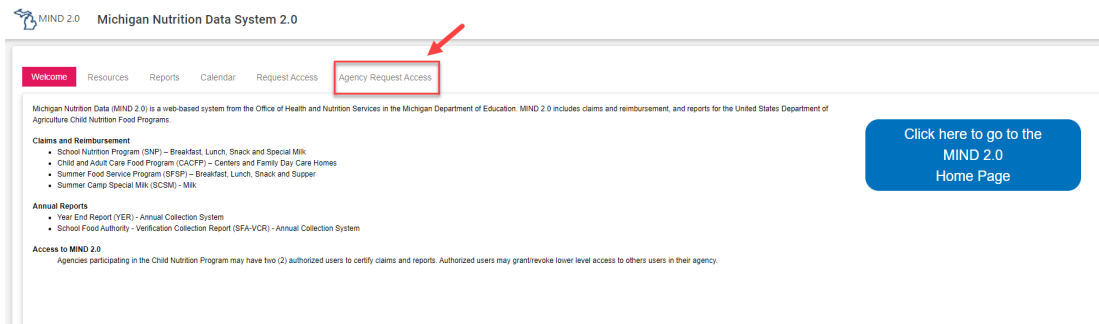 MIND 2.0 Michigan Nutrition Data System 2.0
Welcome Resources Reports Calendar Request Access Agency Request Access
Michigan Nutrition Data (MIND 2.0) is a web-based system from the Office of Health and Nutrition Services in the Michigan Department of Education. MIND 2.0 includes claims and reimbursement, and reports for the United States Department of
Agriculture Child Nutrition Food Programs.
Claims and Reimbursement
• School Nutrition Program (SNP) – Breakfast, Lunch, Snack and Special Milk
• Child and Adult Care Food Program (CACFP) – Centers and Family Day Care Homes
• Summer Food Service Program (SFSP) – Breakfast, Lunch, Snack and Supper
• Summer Camp Special Milk (SCSM) - Milk
Annual Reports
• Year End Report (YER) - Annual Collection System
• School Food Authority - Verification Collection Report (SFA-VCR) - Annual Collection System
Access to MIND 2.0
Agencies participating in the Child Nutrition Program may have two (2) authorized users to certify claims and reports. Authorized users may grant/revoke lower level access to others users in their agency.
Click here to go to the
MIND 2.0
Home Page